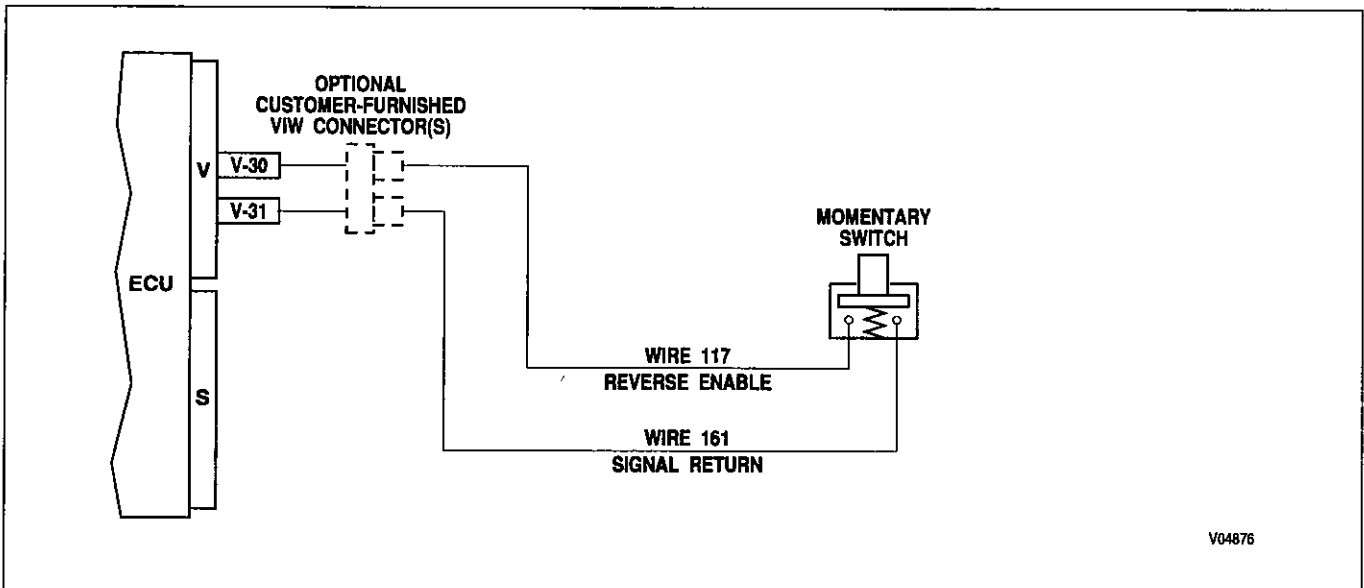 OPTIONAL
CUSTOMER-FURNISHED
VIW CONNECTOR(S)
V
V-30
V-31
ECU
MOMENTARY
SWITCH
WIRE 117
REVERSE ENABLE
S
WIRE 161
SIGNAL RETURN
V04876